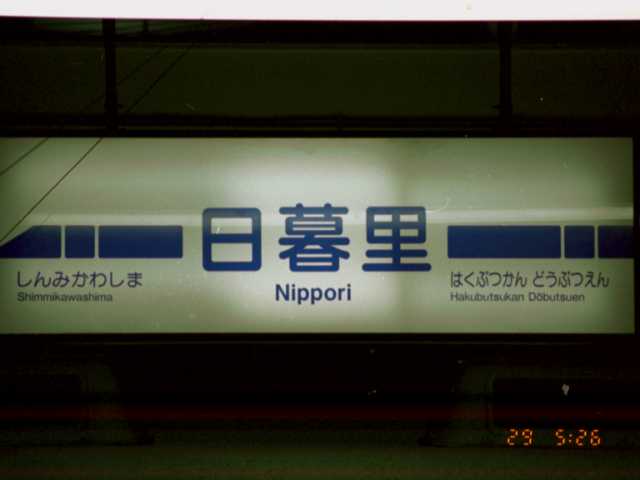 日暮里
Nippori
しんみかわしま
Shimmikawashima
はくぶつかん どうぶつえん
Hakubutsukan Dōbutsuen
29 5:26